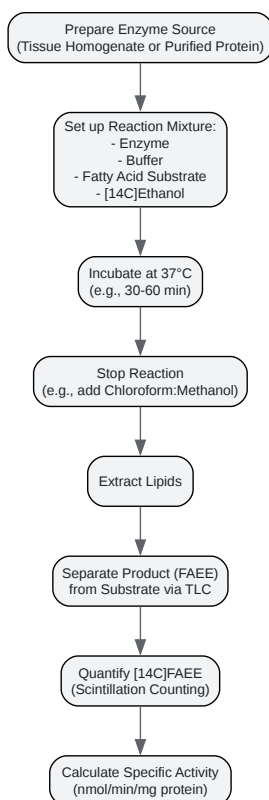 Prepare Enzyme Source
(Tissue Homogenate or Purified Protein)
Set up Reaction Mixture:
- Enzyme
- Buffer
- Fatty Acid Substrate
- [14C]Ethanol
Incubate at 37°C
(e.g., 30-60 min)
Stop Reaction
(e.g., add Chloroform:Methanol)
Extract Lipids
Separate Product (FAEE)
from Substrate via TLC
Quantify [14C]FAEE
(Scintillation Counting)
Calculate Specific Activity
(nmol/min/mg protein)